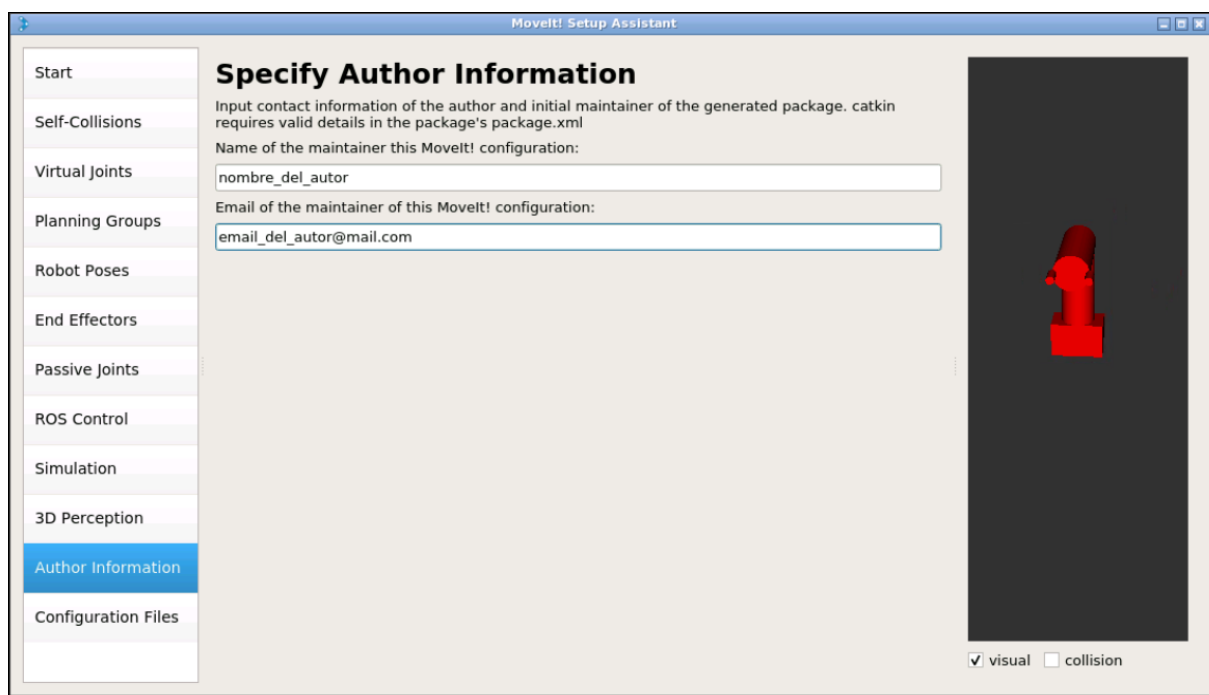 MoveIt! Setup Assistant
Start
Self-Collisions
Virtual Joints
Planning Groups
Robot Poses
End Effectors
Passive Joints
ROS Control
Simulation
3D Perception
Author Information
Configuration Files
Specify Author Information
Input contact information of the author and initial maintainer of the generated package. catkin
requires valid details in the package's package.xml
Name of the maintainer this MoveIt! configuration:
nombre_del_autor
Email of the maintainer of this MoveIt! configuration:
email_del_autor@mail.com
visual collision